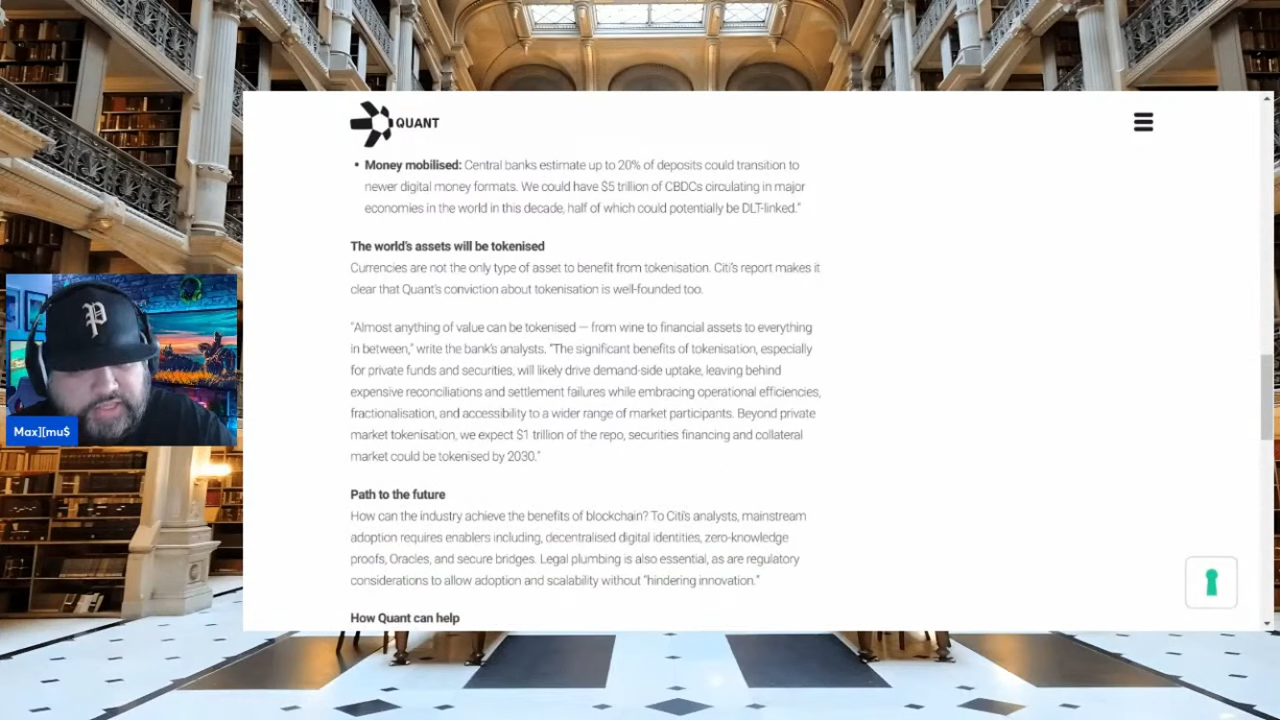 QUANT
• Money mobilised: Central banks estimate up to 20% of deposits could transition to
newer digital money formats. We could have $5 trillion of CBDCs circulating in major
economies in the world in this decade, half of which could potentially be DLT-linked."
The world's assets will be tokenised
Currencies are not the only type of asset to benefit from tokenisation. Citi's report makes it
clear that Quant's conviction about tokenisation is well-founded too.
"Almost anything of value can be tokenised — from wine to financial assets to everything
in between," write the bank's analysts. "The significant benefits of tokenisation, especially
for private funds and securities, will likely drive demand-side uptake, leaving behind
expensive reconciliations and settlement failures while embracing operational efficiencies,
fractionalisation, and accessibility to a wider range of market participants. Beyond private
market tokenisation, we expect $1 trillion of the repo, securities financing and collateral
market could be tokenised by 2030."
Path to the future
How can the industry achieve the benefits of blockchain? To Citi's analysts, mainstream
adoption requires enablers including, decentralised digital identities, zero-knowledge
proofs, Oracles, and secure bridges. Legal plumbing is also essential, as are regulatory
considerations to allow adoption and scalability without "hindering innovation."
How Quant can help
P
Max][mu$